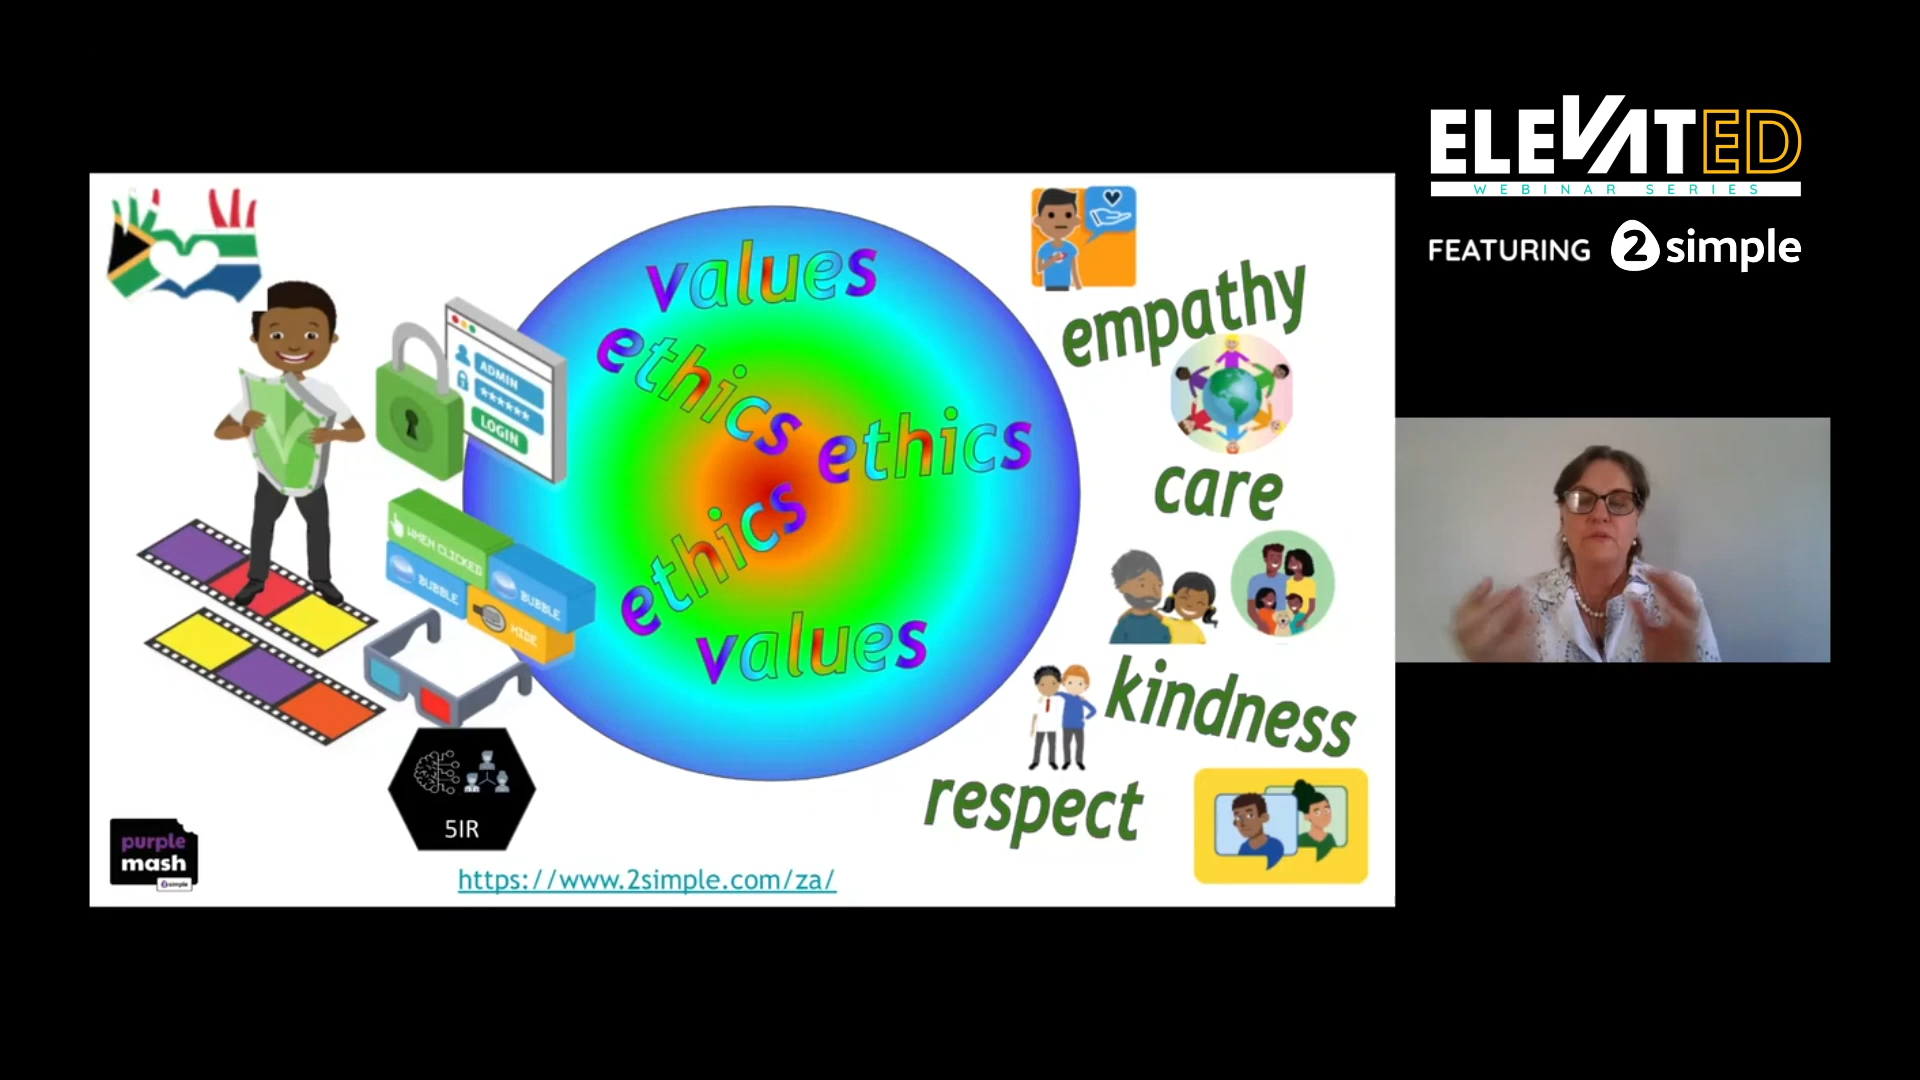 ELEVATED
WEBINAR SERIES
FEATURING 2simple
values
ethics
ethics
ethics
values
empathy
care
kindness
respect
ADMIN
******
LOGIN
WHEN CLICKED
BUBBLE
BUBBLE
HIDE
5IR
purple
mash
2simple
https://www.2simple.com/za/